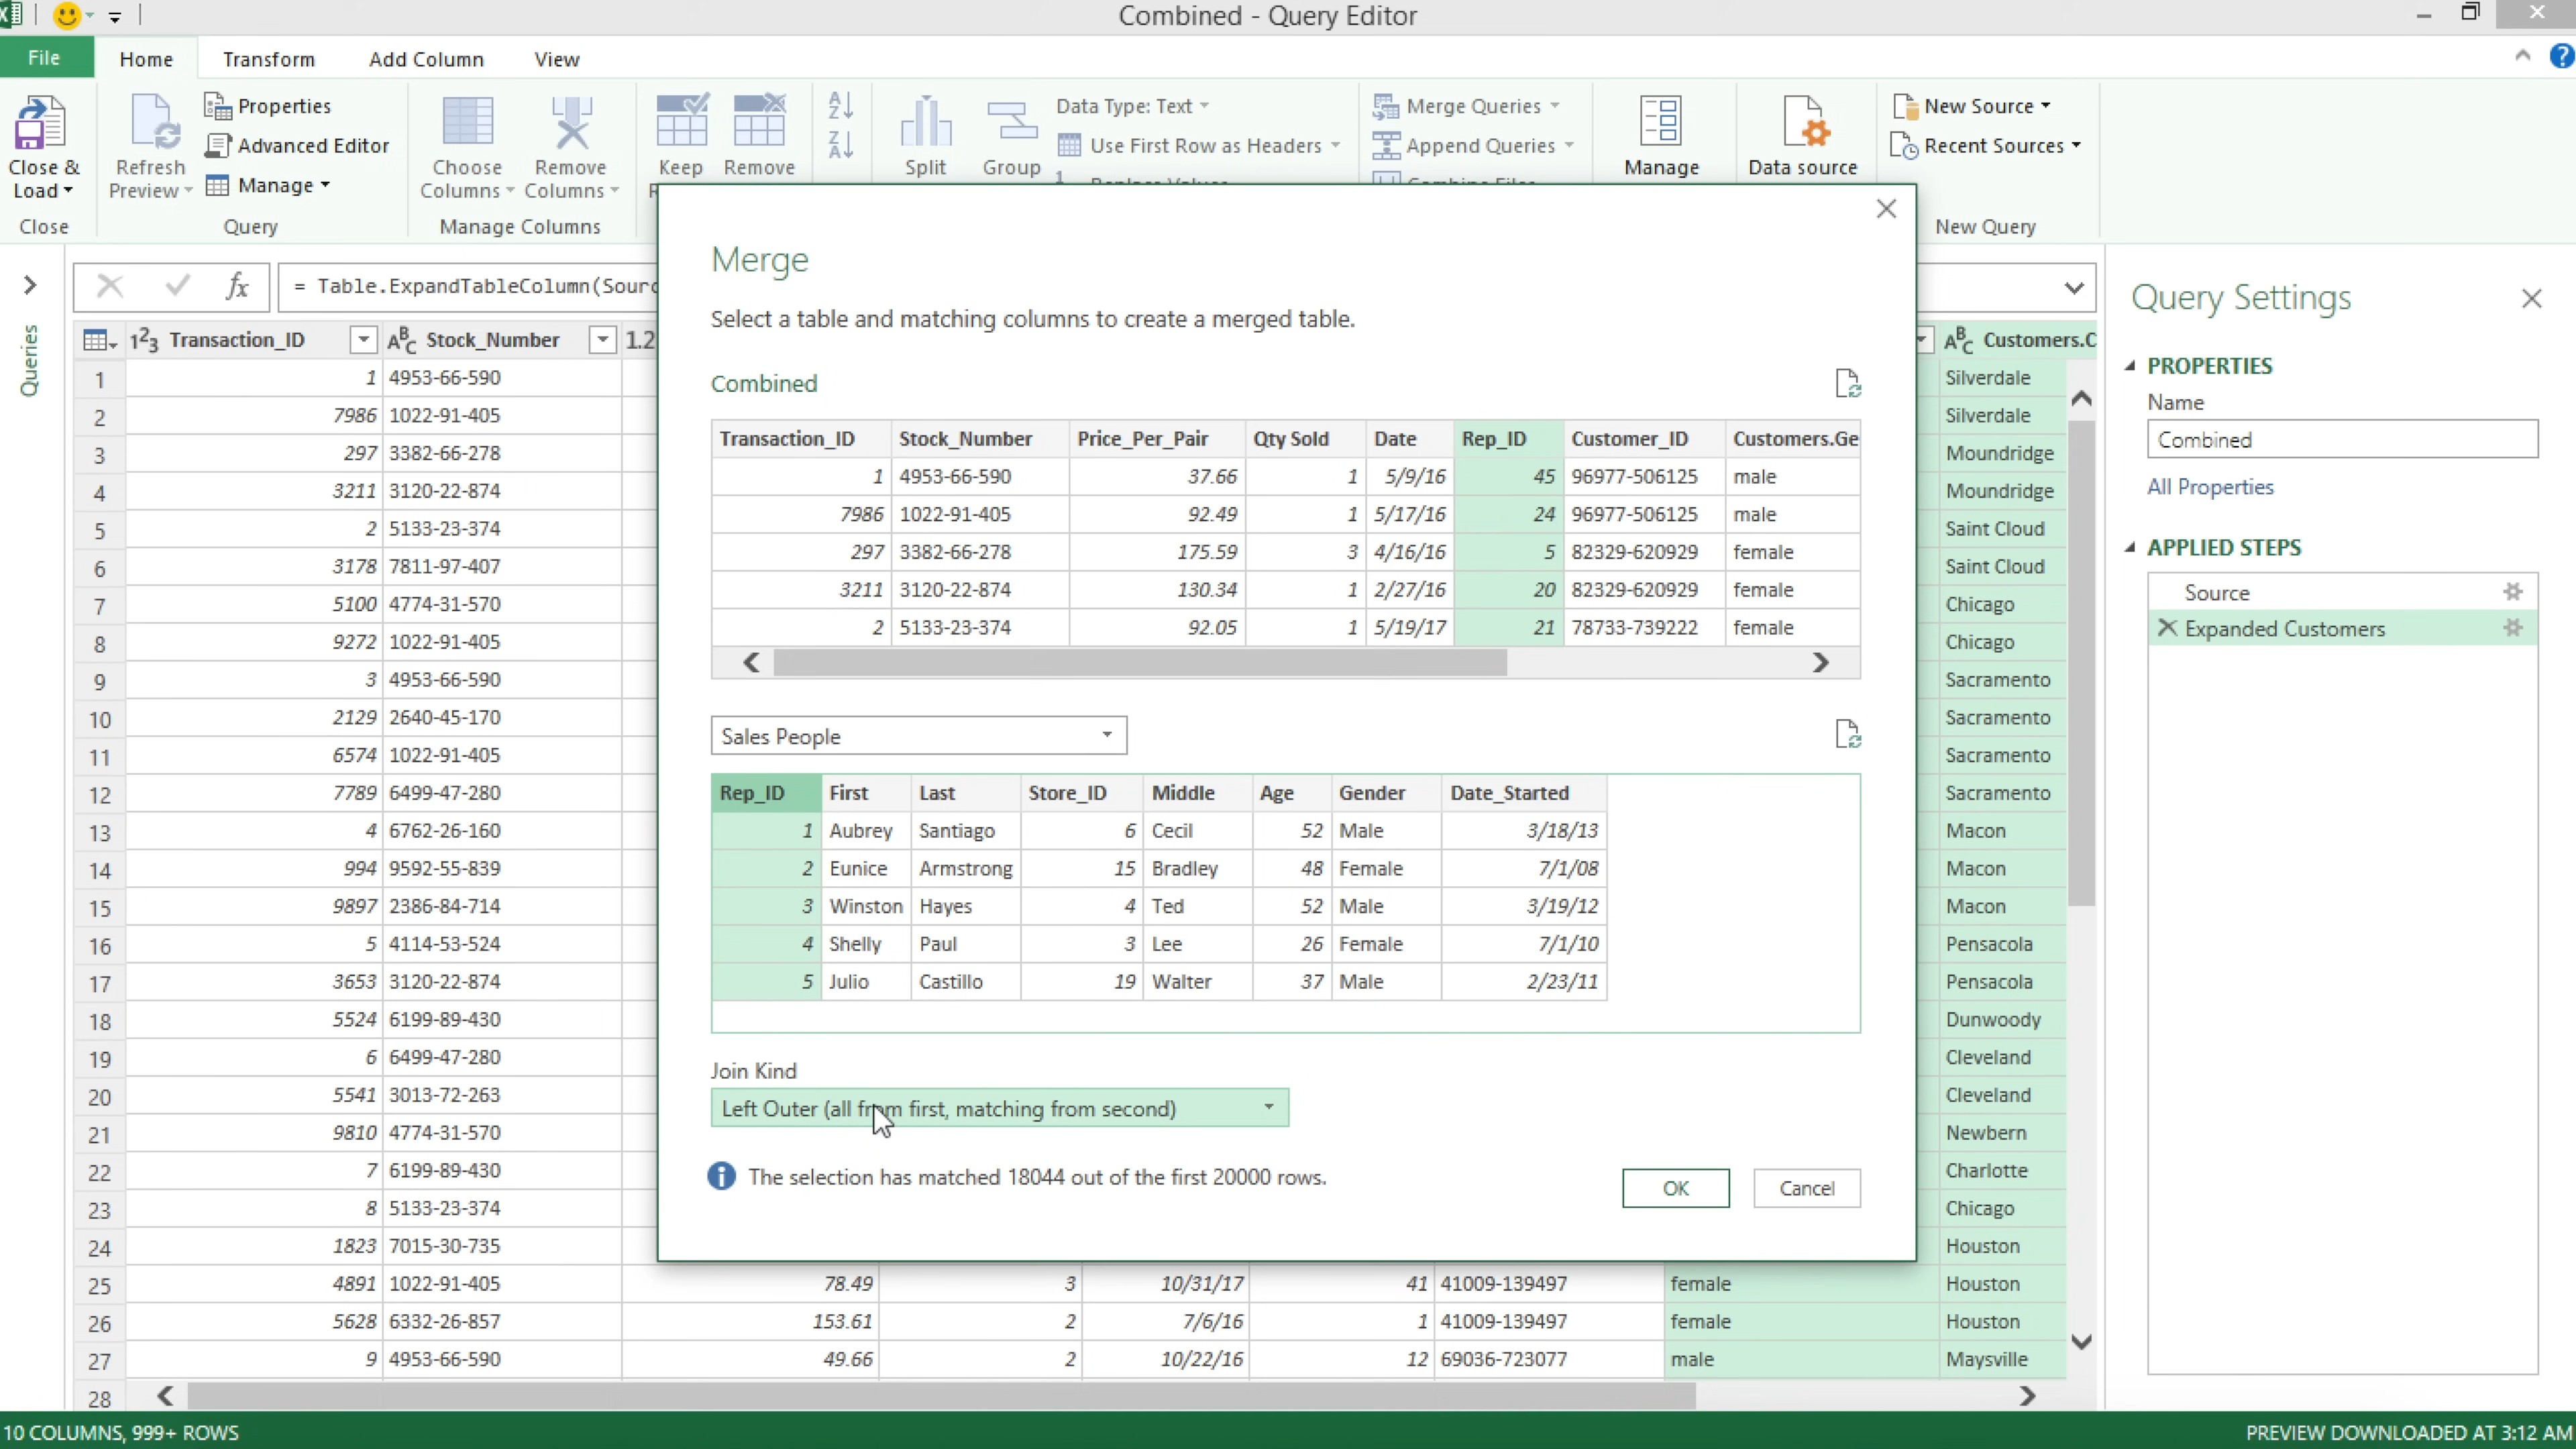 Combined - Query Editor
File Home Transform Add Column View
Close & Load
Close
Refresh Preview
Properties
Advanced Editor
Manage
Query
Choose Columns
Remove Columns
Manage Columns
Keep
Remove
Split
Group
Data Type: Text
Use First Row as Headers
Merge Queries
Append Queries
Manage
Data source
New Source
Recent Sources
New Query
Queries
= Table.ExpandTableColumn(Sourc
Transaction_ID Stock_Number 1.2 Customers.C
1 1 4953-66-590 Silverdale
2 7986 1022-91-405 Silverdale
3 297 3382-66-278 Moundridge
4 3211 3120-22-874 Moundridge
5 2 5133-23-374 Saint Cloud
6 3178 7811-97-407 Saint Cloud
7 5100 4774-31-570 Chicago
8 9272 1022-91-405 Chicago
9 3 4953-66-590 Sacramento
10 2129 2640-45-170 Sacramento
11 6574 1022-91-405 Sacramento
12 7789 6499-47-280 Sacramento
13 4 6762-26-160 Macon
14 994 9592-55-839 Macon
15 9897 2386-84-714 Macon
16 5 4114-53-524 Pensacola
17 3653 3120-22-874 Pensacola
18 5524 6199-89-430 Dunwoody
19 6 6499-47-280 Cleveland
20 5541 3013-72-263 Cleveland
21 9810 4774-31-570 Newbern
22 7 6199-89-430 Charlotte
23 8 5133-23-374 Chicago
24 1823 7015-30-735 Houston
25 4891 1022-91-405 78.49 3 10/31/17 41 41009-139497 female Houston
26 5628 6332-26-857 153.61 2 7/6/16 1 41009-139497 female Houston
27 9 4953-66-590 49.66 2 10/22/16 12 69036-723077 male Maysville
28
Merge
Select a table and matching columns to create a merged table.
Combined
Transaction_ID Stock_Number Price_Per_Pair Qty Sold Date Rep_ID Customer_ID Customers.Ge
1 4953-66-590 37.66 1 5/9/16 45 96977-506125 male
7986 1022-91-405 92.49 1 5/17/16 24 96977-506125 male
297 3382-66-278 175.59 3 4/16/16 5 82329-620929 female
3211 3120-22-874 130.34 1 2/27/16 20 82329-620929 female
2 5133-23-374 92.05 1 5/19/17 21 78733-739222 female
Sales People
Rep_ID First Last Store_ID Middle Age Gender Date_Started
1 Aubrey Santiago 6 Cecil 52 Male 3/18/13
2 Eunice Armstrong 15 Bradley 48 Female 7/1/08
3 Winston Hayes 4 Ted 52 Male 3/19/12
4 Shelly Paul 3 Lee 26 Female 7/1/10
5 Julio Castillo 19 Walter 37 Male 2/23/11
Join Kind
Left Outer (all from first, matching from second)
The selection has matched 18044 out of the first 20000 rows.
OK Cancel
Query Settings
PROPERTIES
Name
Combined
All Properties
APPLIED STEPS
Source
Expanded Customers
10 COLUMNS, 999+ ROWS
PREVIEW DOWNLOADED AT 3:12 AM